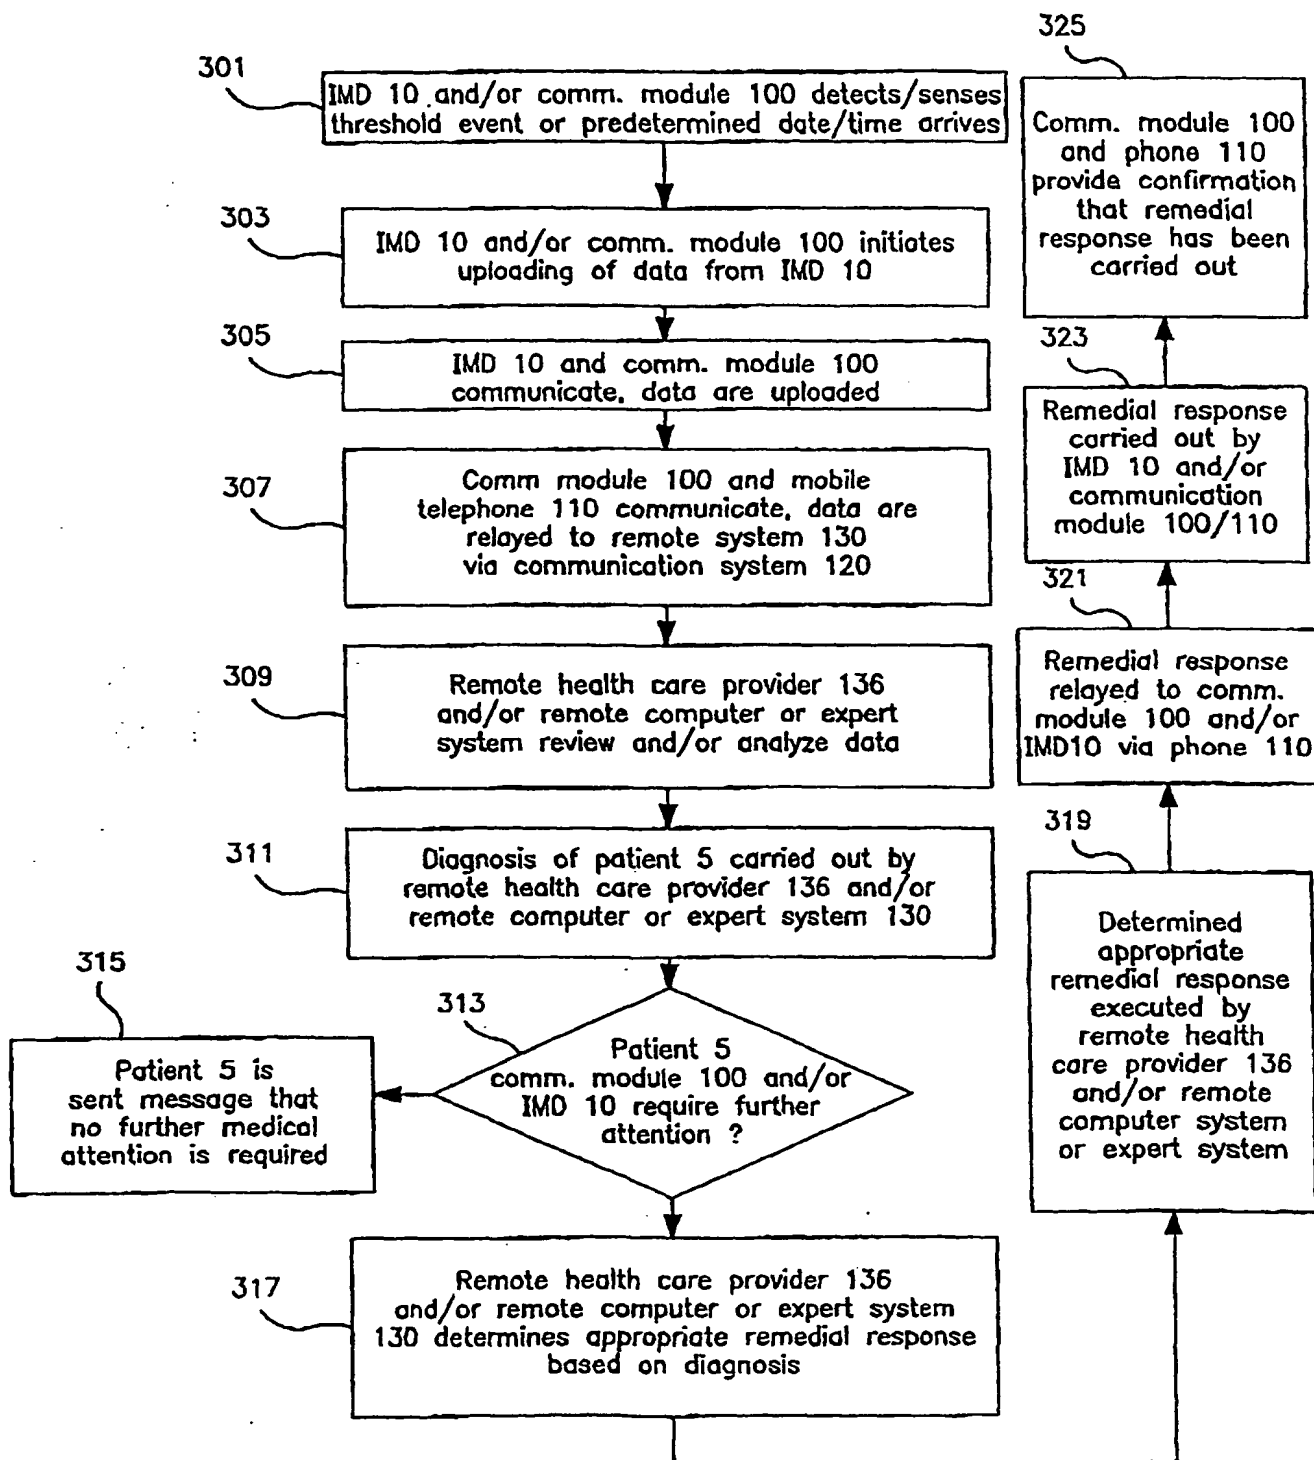 301
IMD 10 and/or comm. module 100 detects/senses
threshold event or predetermined date/time arrives
303
IMD 10 and/or comm. module 100 initiates
uploading of data from IMD 10
305
IMD 10 and comm. module 100
communicate, data are uploaded
307
Comm module 100 and mobile
telephone 110 communicate, data are
relayed to remote system 130
via communication system 120
309
Remote health care provider 136
and/or remote computer or expert
system review and/or analyze data
311
Diagnosis of patient 5 carried out by
remote health care provider 136 and/or
remote computer or expert system 130
313
Patient 5
comm. module 100 and/or
IMD 10 require further
attention ?
315
Patient 5 is
sent message that
no further medical
attention is required
317
Remote health care provider 136
and/or remote computer or expert system
130 determines appropriate remedial response
based on diagnosis
319
Determined
appropriate
remedial response
executed by
remote health
care provider 136
and/or remote
computer system
or expert system
321
Remedial response
relayed to comm.
module 100 and/or
IMD10 via phone 110
323
Remedial response
carried out by
IMD 10 and/or
communication
module 100/110
325
Comm. module 100
and phone 110
provide confirmation
that remedial
response has been
carried out